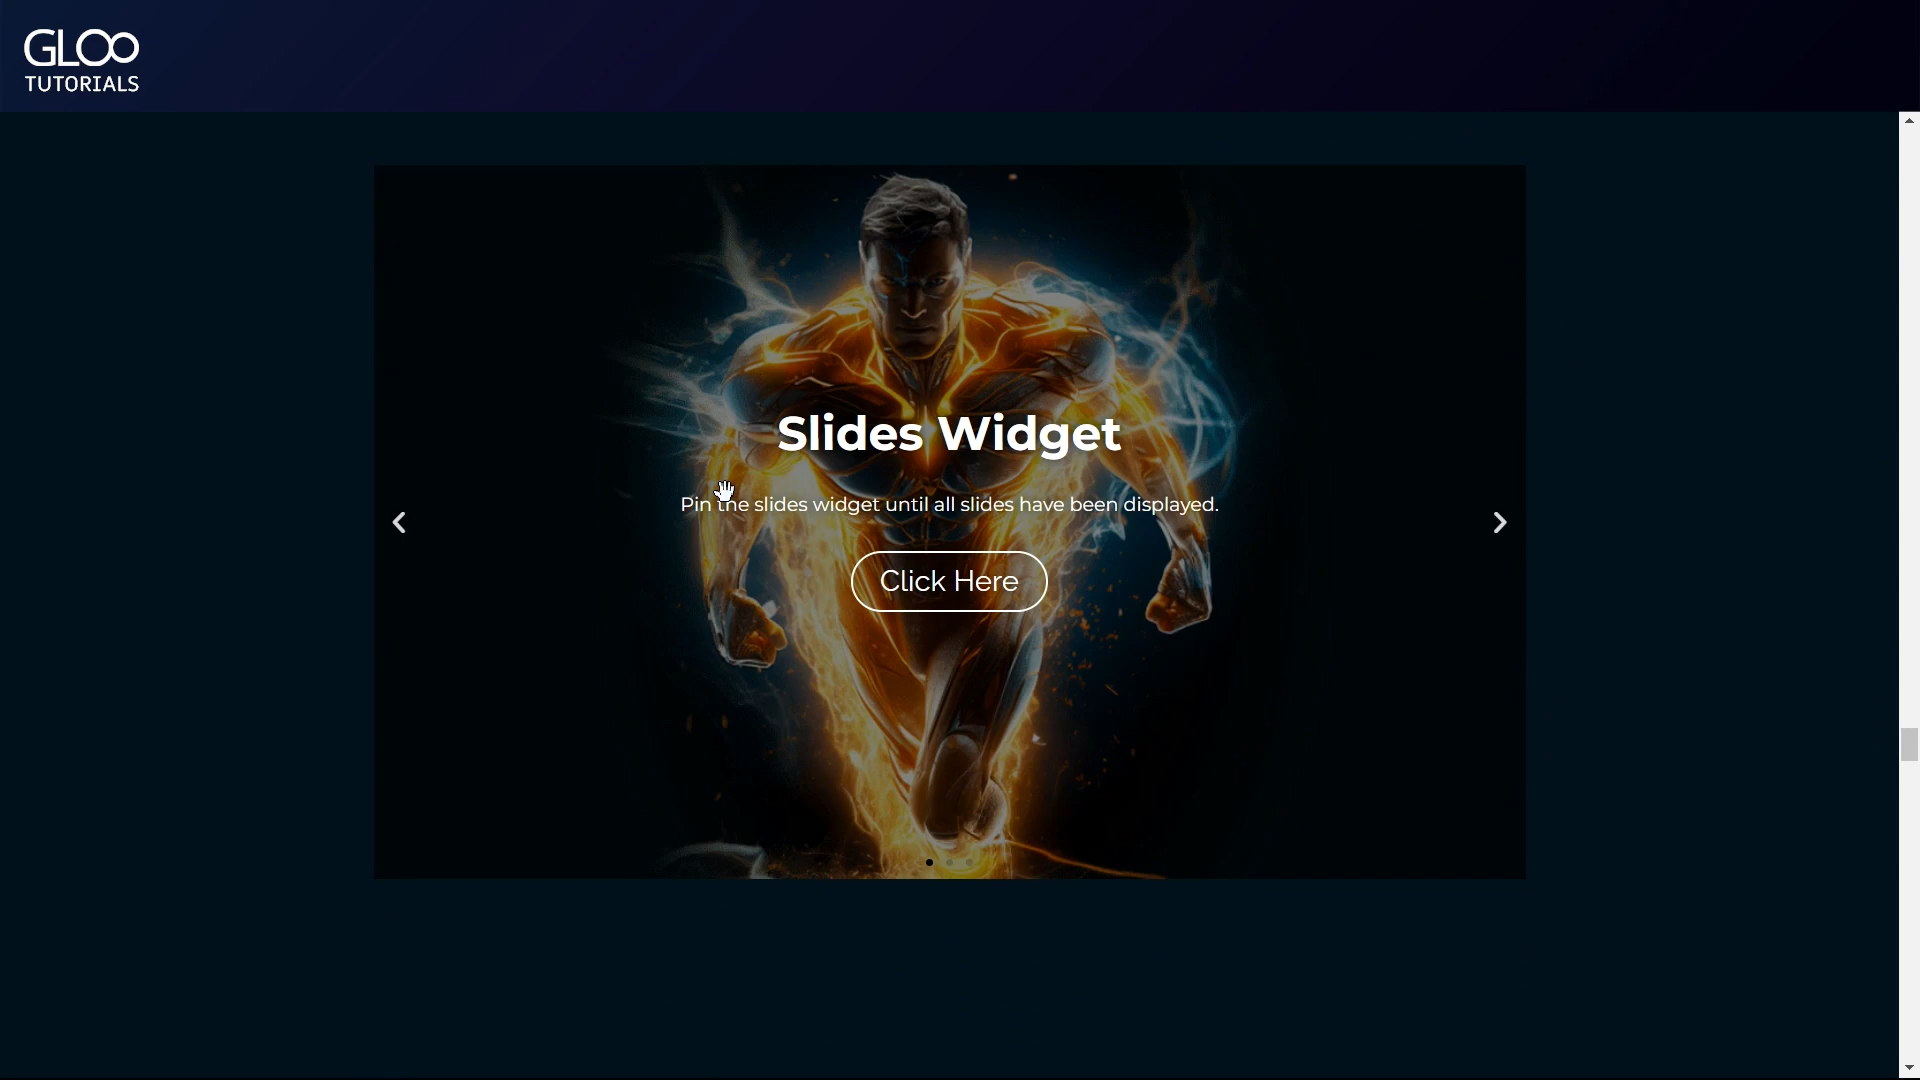 GLOO
TUTORIALS
Slides Widget
Pin the slides widget until all slides have been displayed.
Click Here